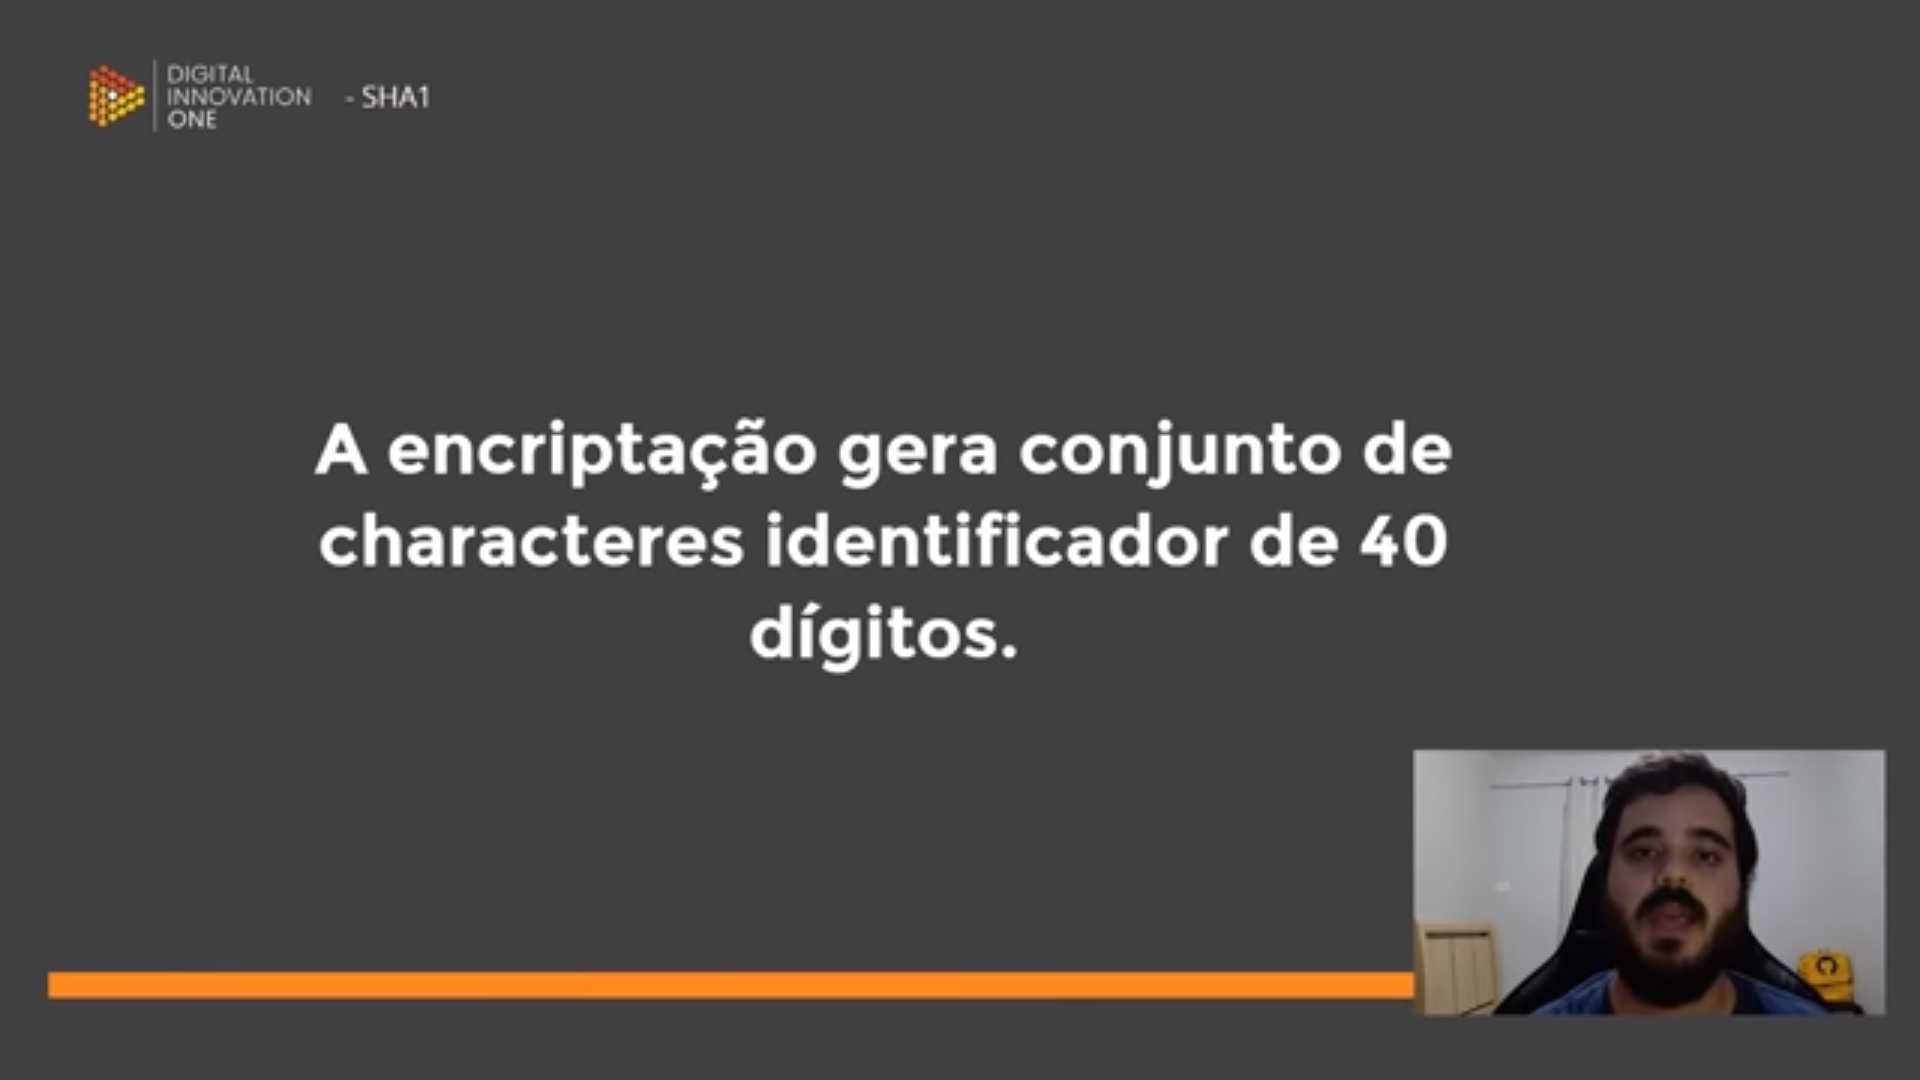 DIGITAL
INNOVATION
ONE
- SHA1
A encriptação gera conjunto de
characteres identificador de 40
dígitos.